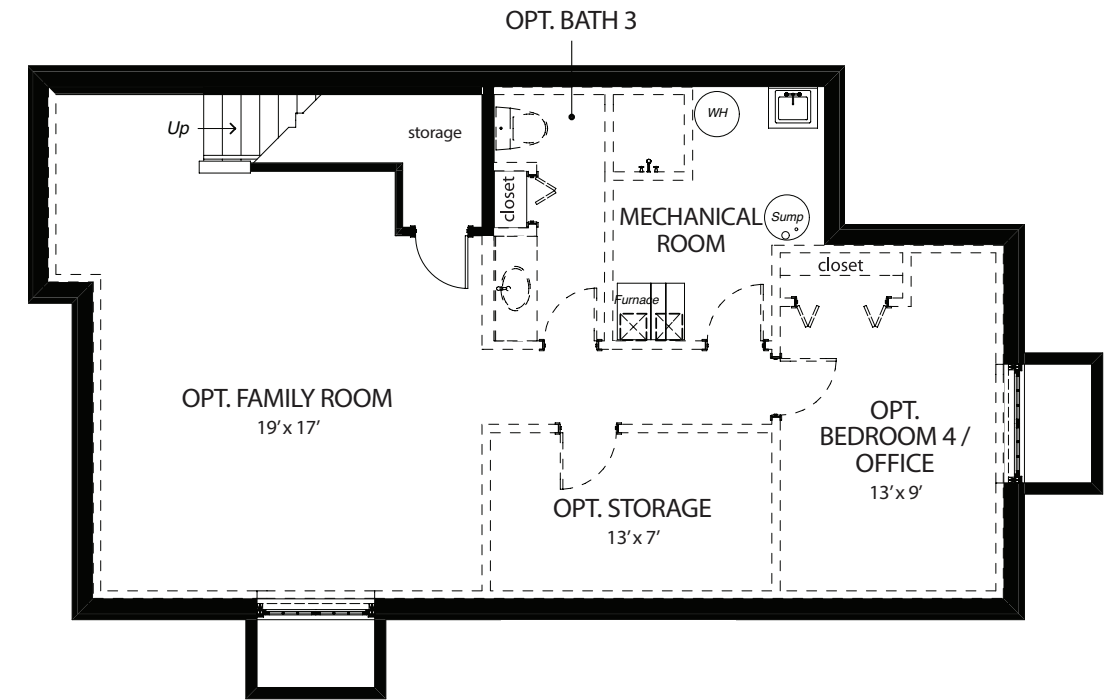 OPT. BATH 3
Up
storage
WH
closet
MECHANICAL
ROOM
Sump
closet
Furnace
OPT. FAMILY ROOM
19’ x 17’
OPT.
BEDROOM 4 /
OFFICE
13’ x 9’
OPT. STORAGE
13’ x 7’